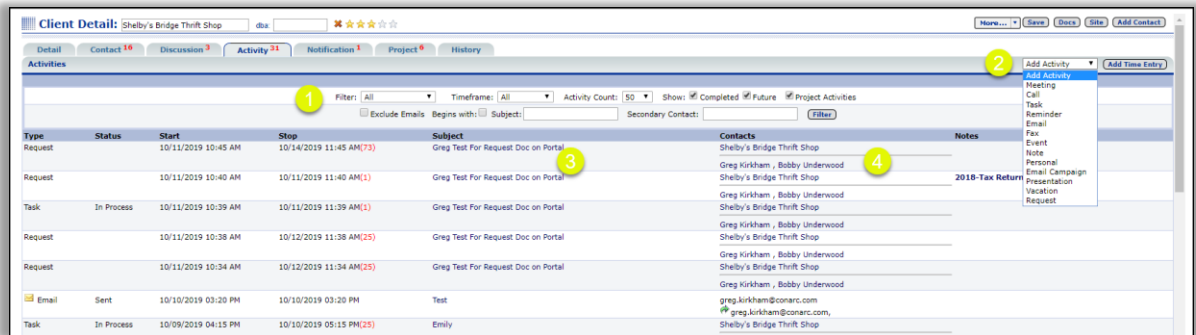 Client Detail: Shelby's Bridge Thrift Shop dba: More... Save Docs Site Add Contact
Detail Contact 16 Discussion 3 Activity 31 Notification 1 Project 6 History
Activities 2 Add Activity Add Time Entry
Add Activity
Meeting
Call
Task
Reminder
Email
Fax
Event
Note
Personal
Email Campaign
Presentation
Vacation
Request
1 Filter: All Timeframe: All Activity Count: 50 Show: Completed Future Project Activities
Exclude Emails Begins with: Subject: Secondary Contact: Filter
Type Status Start Stop Subject Contacts Notes
Request 10/11/2019 10:45 AM 10/14/2019 11:45 AM(73) Greg Test For Request Doc on Portal Shelby's Bridge Thrift Shop
3 4
Greg Kirkham , Bobby Underwood
Request 10/11/2019 10:40 AM 10/11/2019 11:40 AM(1) Greg Test For Request Doc on Portal Shelby's Bridge Thrift Shop 2018-Tax Return
Greg Kirkham , Bobby Underwood
Task In Process 10/11/2019 10:39 AM 10/11/2019 11:39 AM(1) Greg Test For Request Doc on Portal Shelby's Bridge Thrift Shop
Greg Kirkham , Bobby Underwood
Request 10/11/2019 10:38 AM 10/12/2019 11:38 AM(25) Greg Test For Request Doc on Portal Shelby's Bridge Thrift Shop
Greg Kirkham , Bobby Underwood
Request 10/11/2019 10:34 AM 10/12/2019 11:34 AM(25) Greg Test For Request Doc on Portal Shelby's Bridge Thrift Shop
Greg Kirkham , Bobby Underwood
Email Sent 10/10/2019 03:20 PM 10/10/2019 03:20 PM Test greg.kirkham@conarc.com
greg.kirkham@conarc.com,
Task In Process 10/09/2019 04:15 PM 10/10/2019 05:15 PM(25) Emily Shelby's Bridge Thrift Shop